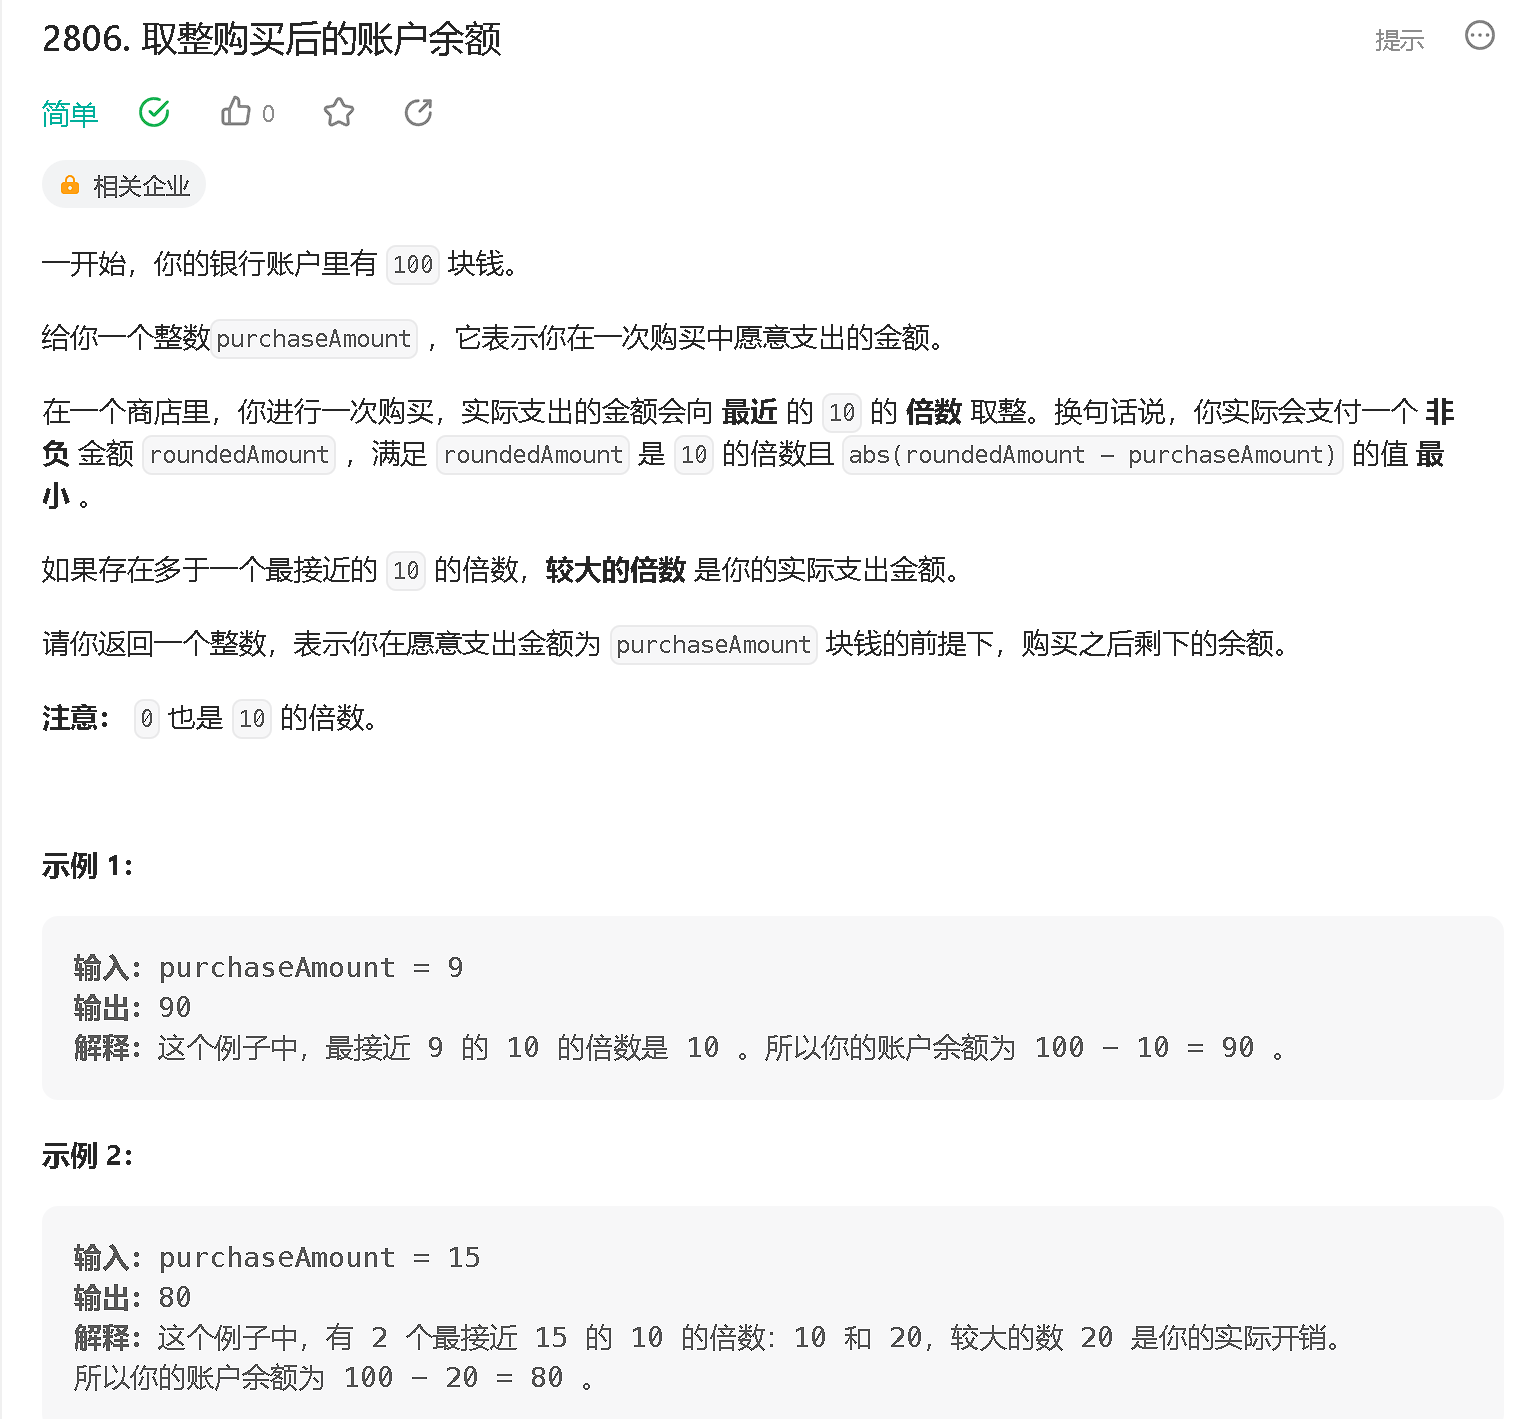 2806. 取整购买后的账户余额
提示
简单
0
相关企业
一开始，你的银行账户里有 100 块钱。
给你一个整数purchaseAmount ，它表示你在一次购买中愿意支出的金额。
在一个商店里，你进行一次购买，实际支出的金额会向 最近 的 10 的 倍数 取整。换句话说，你实际会支付一个 非
负 金额 roundedAmount ，满足 roundedAmount 是 10 的倍数且 abs(roundedAmount - purchaseAmount) 的值 最
小 。
如果存在多于一个最接近的 10 的倍数，较大的倍数 是你的实际支出金额。
请你返回一个整数，表示你在愿意支出金额为 purchaseAmount 块钱的前提下，购买之后剩下的余额。
注意： 0 也是 10 的倍数。
示例 1：
输入：purchaseAmount = 9
输出：90
解释：这个例子中，最接近 9 的 10 的倍数是 10 。所以你的账户余额为 100 - 10 = 90 。
示例 2：
输入：purchaseAmount = 15
输出：80
解释：这个例子中，有 2 个最接近 15 的 10 的倍数：10 和 20，较大的数 20 是你的实际开销。
所以你的账户余额为 100 - 20 = 80 。